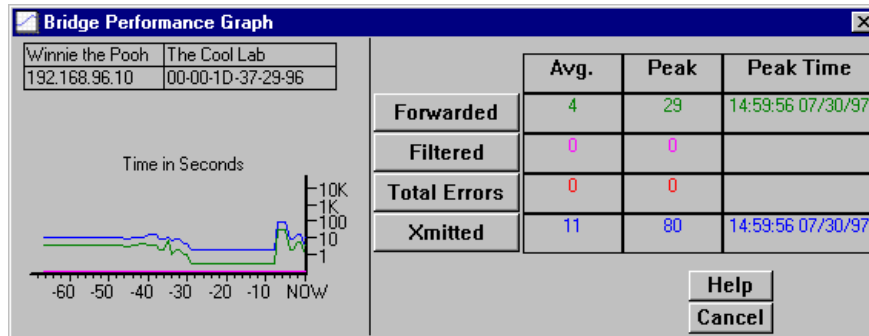 Bridge Performance Graph
Winnie the Pooh The Cool Lab
192.168.96.10 00-00-1D-37-29-96
Time in Seconds
10K
1K
100
10
1
-60 -50 -40 -30 -20 -10 NOW
Avg. Peak Peak Time
Forwarded 4 29 14:59:56 07/30/97
Filtered 0 0
Total Errors 0 0
Xmitted 11 80 14:59:56 07/30/97
Help
Cancel